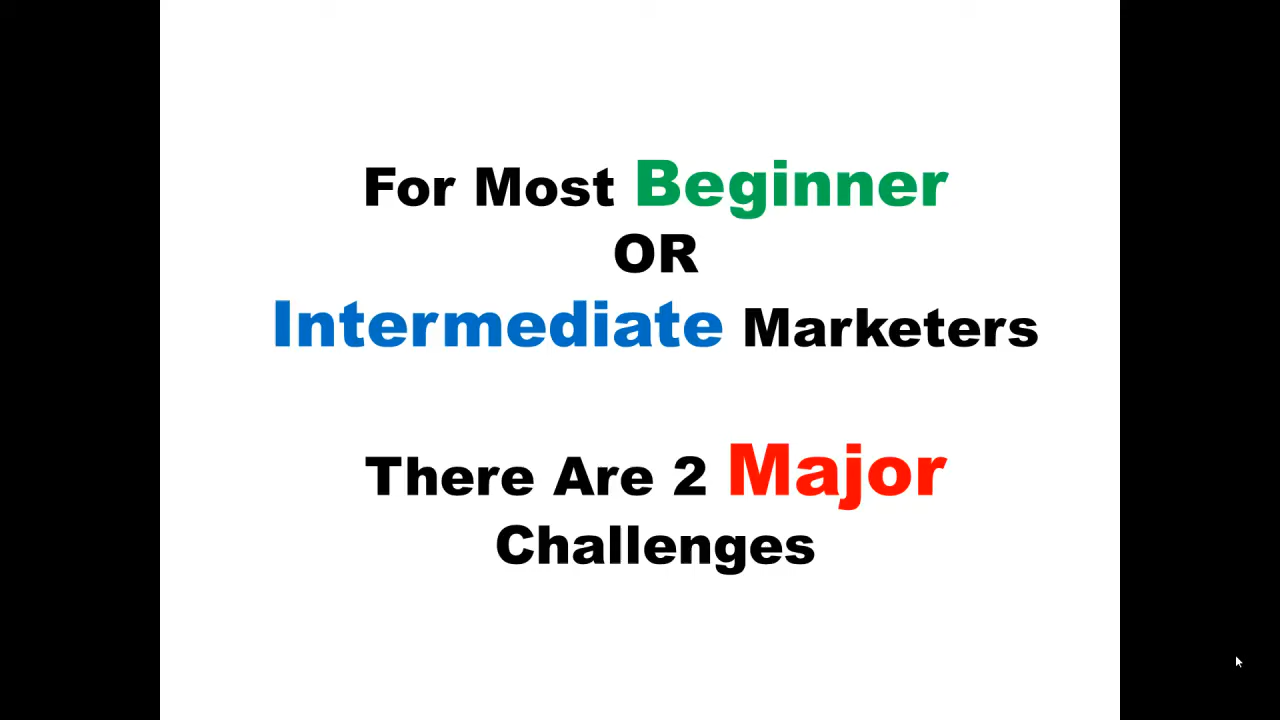 For Most Beginner
OR
Intermediate Marketers
There Are 2 Major
Challenges